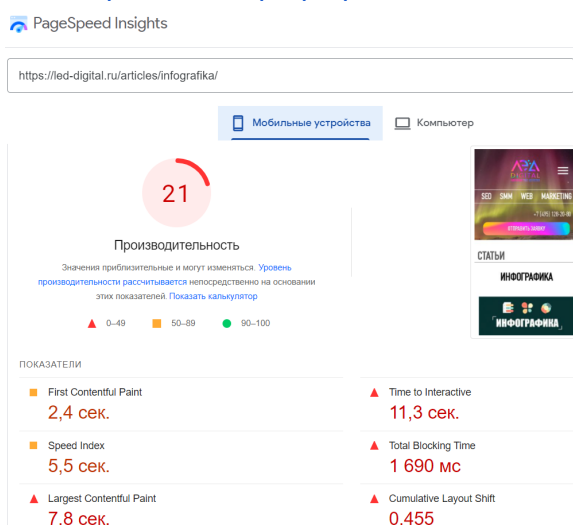 PageSpeed Insights
https://led-digital.ru/articles/infografika/
Мобильные устройства
Компьютер
21
Производительность
Значения приблизительные и могут изменяться. Уровень
производительности рассчитывается непосредственно на основании
этих показателей. Показать калькулятор
0–49
50–89
90–100
SEO SMM WEB MARKETING
ОТПРАВИТЬ ЗАЯВКУ
СТАТЬИ
ИНФОГРАФИКА
ИНФОГРАФИКА
ПОКАЗАТЕЛИ
First Contentful Paint
2,4 сек.
Time to Interactive
11,3 сек.
Speed Index
5,5 сек.
Total Blocking Time
1 690 мс
Largest Contentful Paint
7,8 сек.
Cumulative Layout Shift
0.455